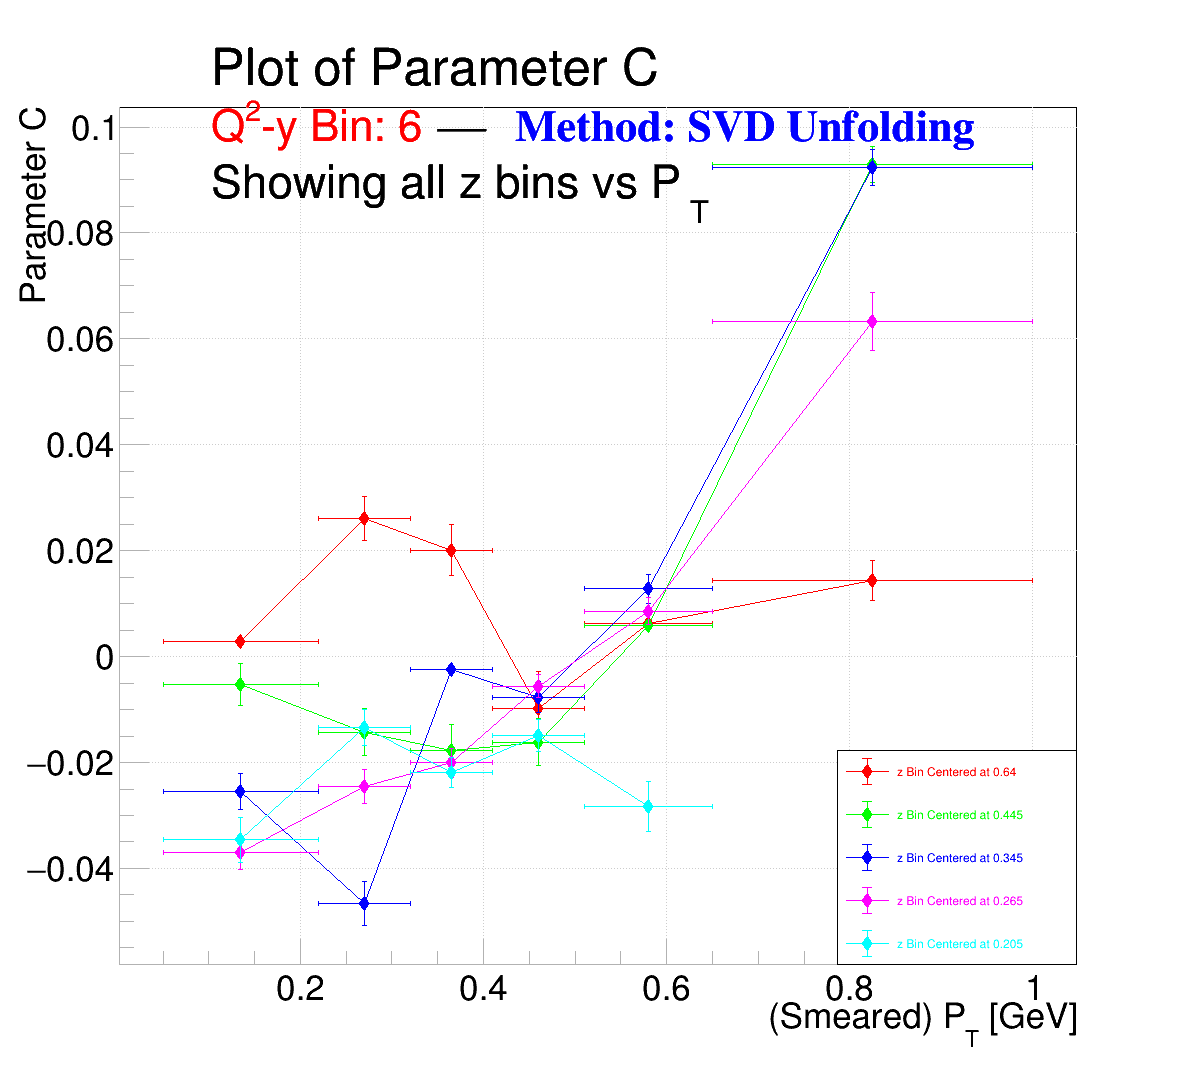 Plot of Parameter C
Q²-y Bin: 6 — Method: SVD Unfolding
Showing all z bins vs P_T
Parameter C
0.1
0.08
0.06
0.04
0.02
0
−0.02
−0.04
z Bin Centered at 0.64
z Bin Centered at 0.445
z Bin Centered at 0.345
z Bin Centered at 0.265
z Bin Centered at 0.205
0.2 0.4 0.6 0.8 1
(Smeared) P_T [GeV]